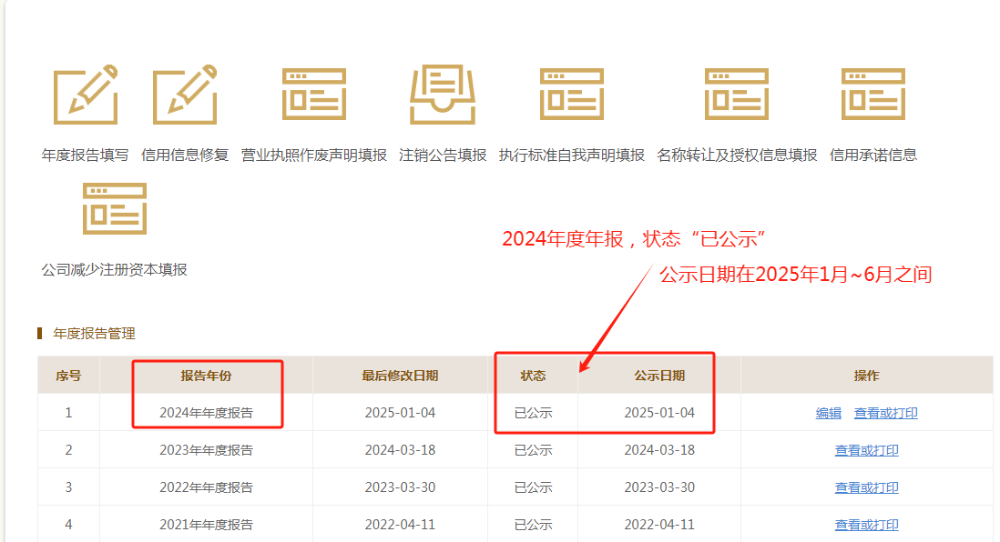 年度报告填写 信用信息修复 营业执照作废声明填报 注销公告填报 执行标准自我声明填报 名称转让及授权信息填报 信用承诺信息
公司减少注册资本填报
2024年度年报，状态“已公示”
公示日期在2025年1月~6月之间
年度报告管理
序号 报告年份 最后修改日期 状态 公示日期 操作
1 2024年年度报告 2025-01-04 已公示 2025-01-04 编辑 查看或打印
2 2023年年度报告 2024-03-18 已公示 2024-03-18 查看或打印
3 2022年年度报告 2023-03-30 已公示 2023-03-30 查看或打印
4 2021年年度报告 2022-04-11 已公示 2022-04-11 查看或打印